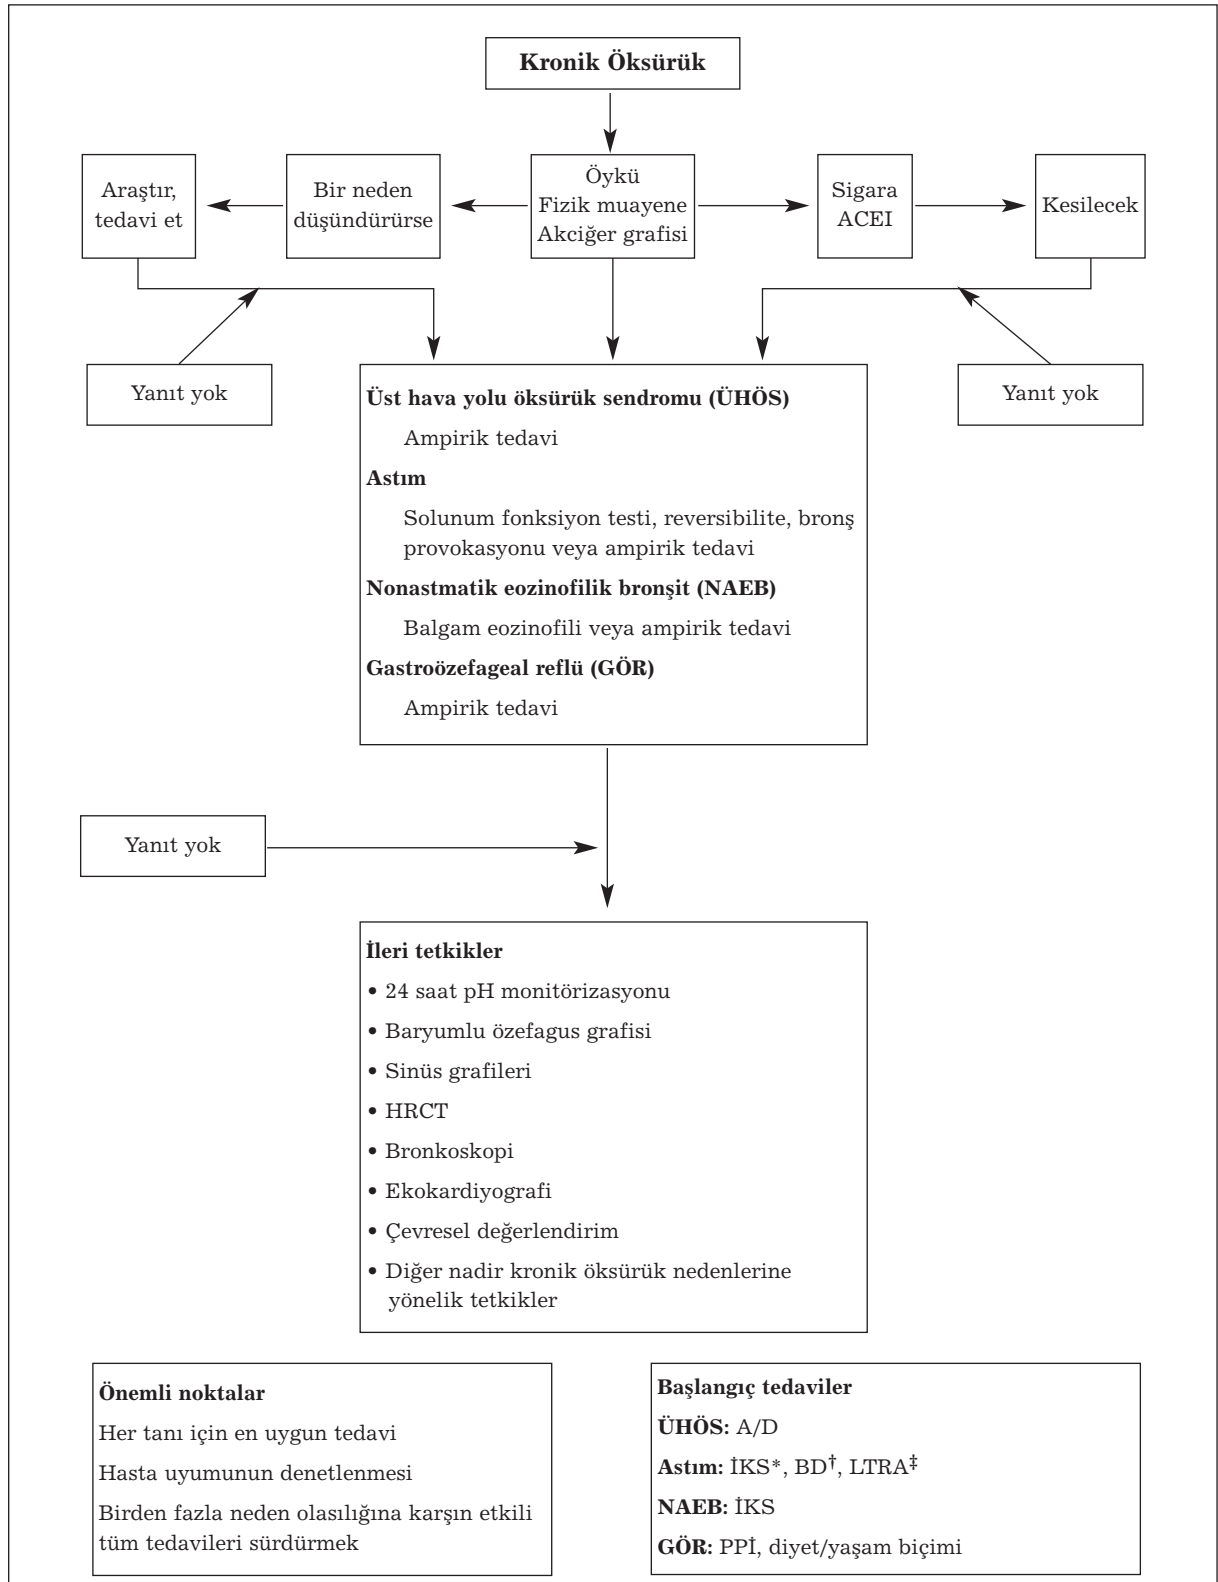 Kronik Öksürük
Araştır,
tedavi et
Bir neden
düşündürürse
Öykü
Fizik muayene
Akciğer grafisi
Sigara
ACEI
Kesilecek
Yanıt yok
Yanıt yok
Üst hava yolu öksürük sendromu (ÜHÖS)
Ampirik tedavi
Astım
Solunum fonksiyon testi, reversibilite, bronş
provokasyonu veya ampirik tedavi
Nonastmatik eozinofilik bronşit (NAEB)
Balgam eozinofili veya ampirik tedavi
Gastroözefageal reflü (GÖR)
Ampirik tedavi
Yanıt yok
İleri tetkikler
• 24 saat pH monitörizasyonu
• Baryumlu özefagus grafisi
• Sinüs grafileri
• HRCT
• Bronkoskopi
• Ekokardiyografi
• Çevresel değerlendirim
• Diğer nadir kronik öksürük nedenlerine
yönelik tetkikler
Önemli noktalar
Her tanı için en uygun tedavi
Hasta uyumunun denetlenmesi
Birden fazla neden olasılığına karşın etkili
tüm tedavileri sürdürmek
Başlangıç tedaviler
ÜHÖS: A/D
Astım: İKS*, BD†, LTRA‡
NAEB: İKS
GÖR: PPİ, diyet/yaşam biçimi